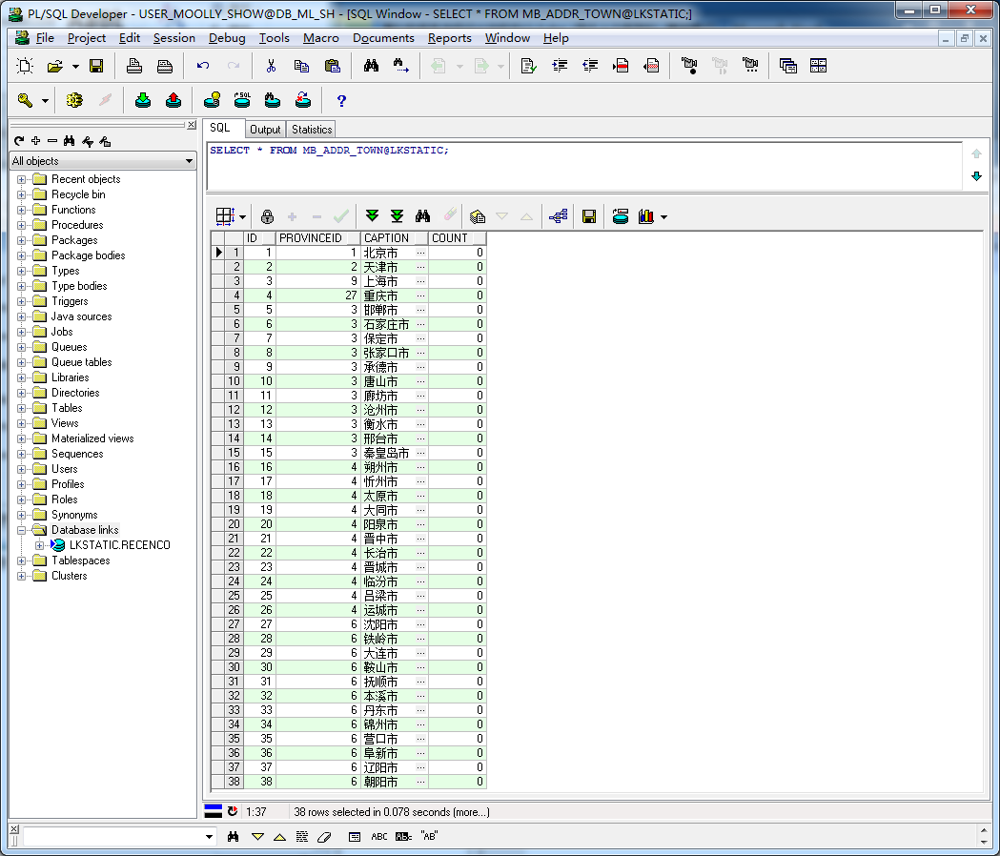 PL/SQL Developer - USER_MOOLLY_SHOW@DB_ML_SH - [SQL Window - SELECT * FROM MB_ADDR_TOWN@LKSTATIC;]
File Project Edit Session Debug Tools Macro Documents Reports Window Help
SQL Output Statistics
SELECT * FROM MB_ADDR_TOWN@LKSTATIC;
All objects
Recent objects
Recycle bin
Functions
Procedures
Packages
Package bodies
Types
Type bodies
Triggers
Java sources
Jobs
Queues
Queue tables
Libraries
Directories
Tables
Views
Materialized views
Sequences
Users
Profiles
Roles
Synonyms
Database links
LKSTATIC.RECENCO
Tablespaces
Clusters
ID PROVINCEID CAPTION COUNT
1 1 1 北京市 ... 0
2 2 2 天津市 ... 0
3 3 9 上海市 ... 0
4 4 27 重庆市 ... 0
5 5 3 邯郸市 ... 0
6 6 3 石家庄市 ... 0
7 7 3 保定市 ... 0
8 8 3 张家口市 ... 0
9 9 3 承德市 ... 0
10 10 3 唐山市 ... 0
11 11 3 廊坊市 ... 0
12 12 3 沧州市 ... 0
13 13 3 衡水市 ... 0
14 14 3 邢台市 ... 0
15 15 3 秦皇岛市 ... 0
16 16 4 朔州市 ... 0
17 17 4 忻州市 ... 0
18 18 4 太原市 ... 0
19 19 4 大同市 ... 0
20 20 4 阳泉市 ... 0
21 21 4 晋中市 ... 0
22 22 4 长治市 ... 0
23 23 4 晋城市 ... 0
24 24 4 临汾市 ... 0
25 25 4 吕梁市 ... 0
26 26 4 运城市 ... 0
27 27 6 沈阳市 ... 0
28 28 6 铁岭市 ... 0
29 29 6 大连市 ... 0
30 30 6 鞍山市 ... 0
31 31 6 抚顺市 ... 0
32 32 6 本溪市 ... 0
33 33 6 丹东市 ... 0
34 34 6 锦州市 ... 0
35 35 6 营口市 ... 0
36 36 6 阜新市 ... 0
37 37 6 辽阳市 ... 0
38 38 6 朝阳市 ... 0
1:37 38 rows selected in 0.078 seconds (more...)
ABC "AB"